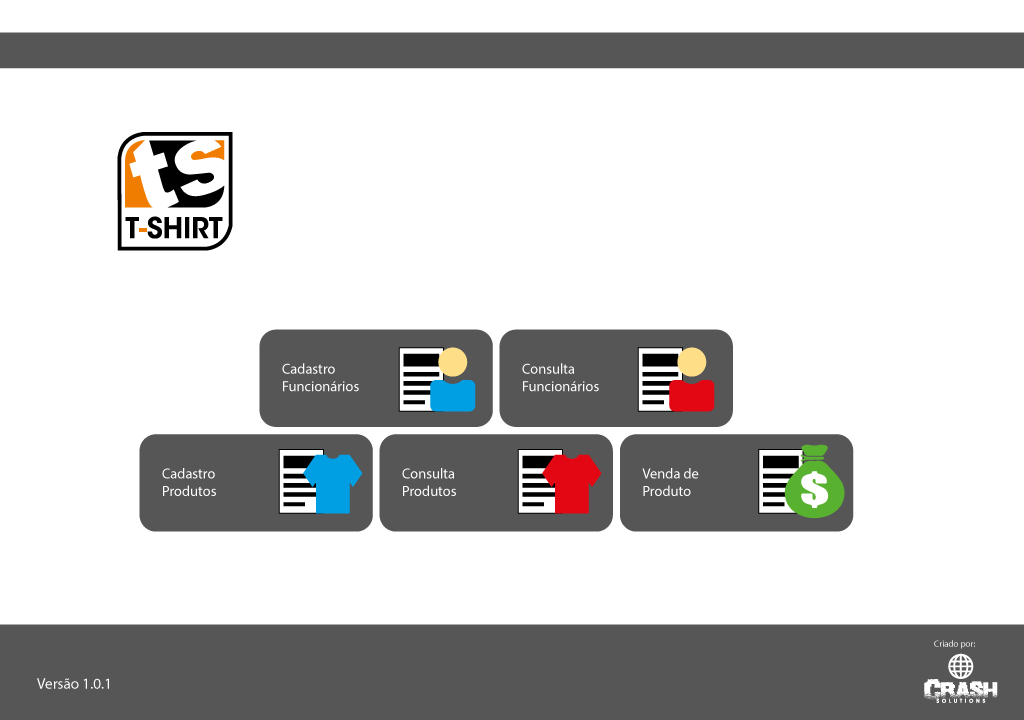 ts
T-SHIRT
Cadastro
Funcionários
Consulta
Funcionários
Cadastro
Produtos
Consulta
Produtos
Venda de
Produto
$
Versão 1.0.1
Criado por:
CRASH
SOLUTIONS